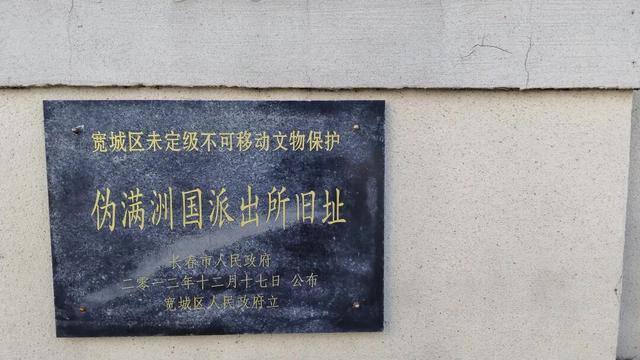 宽城区未定级不可移动文物保护
伪满洲国派出所旧址
长春市人民政府
二零一二年十二月十七日 公布
宽城区人民政府立